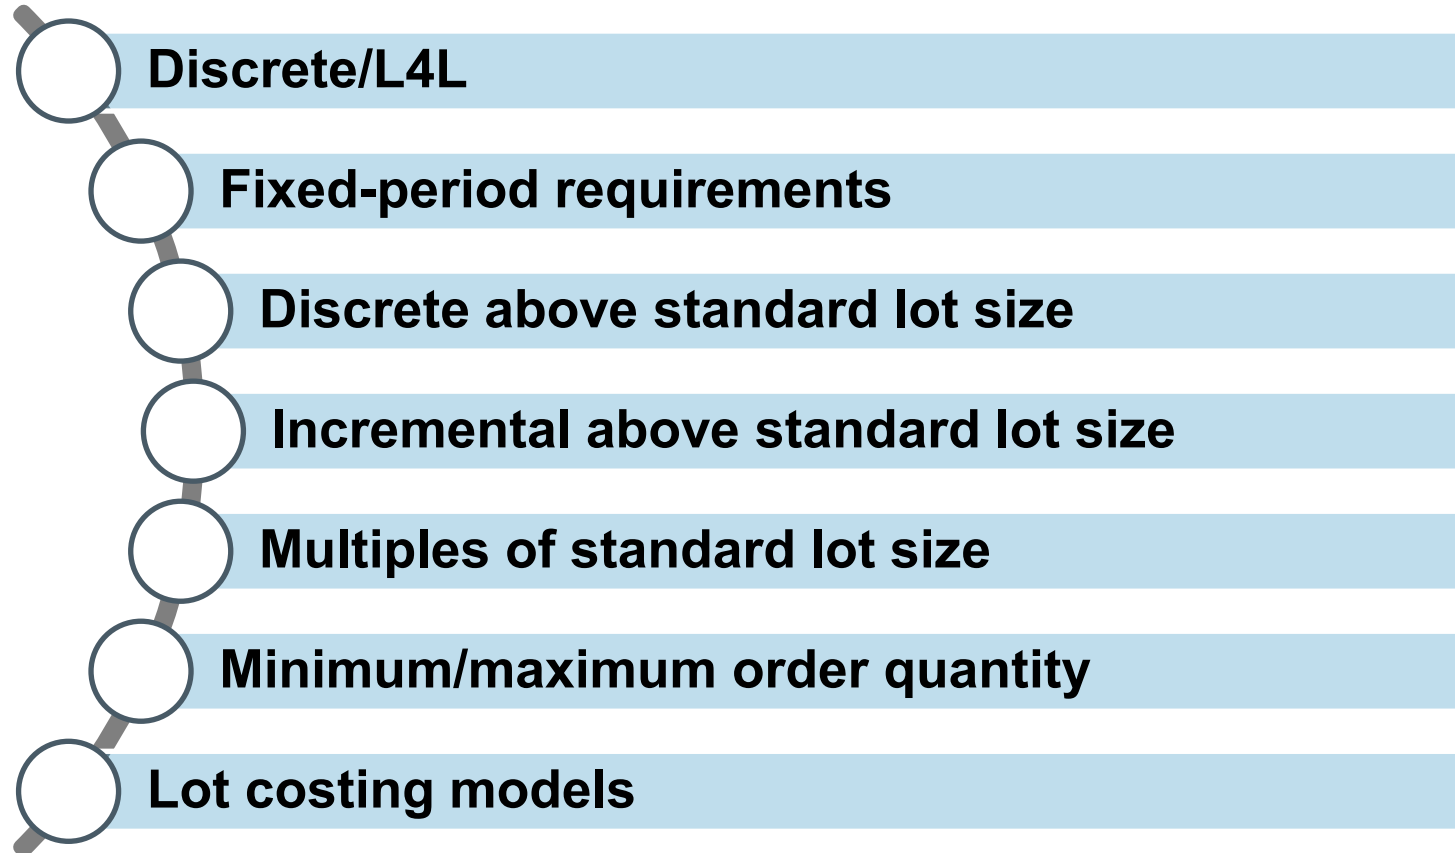 Discrete/L4L
Fixed-period requirements
Discrete above standard lot size
Incremental above standard lot size
Multiples of standard lot size
Minimum/maximum order quantity
Lot costing models